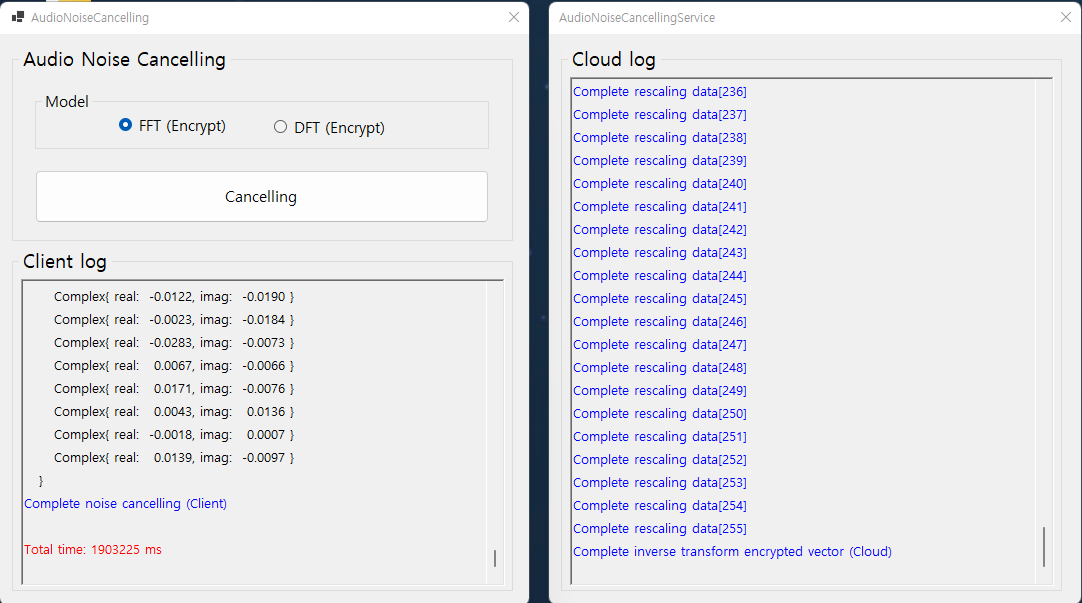 AudioNoiseCancelling
Audio Noise Cancelling
Model
FFT (Encrypt)
DFT (Encrypt)
Cancelling
Client log
Complex{ real: -0.0122, imag: -0.0190 }
Complex{ real: -0.0023, imag: -0.0184 }
Complex{ real: -0.0283, imag: -0.0073 }
Complex{ real: 0.0067, imag: -0.0066 }
Complex{ real: 0.0171, imag: -0.0076 }
Complex{ real: 0.0043, imag: 0.0136 }
Complex{ real: -0.0018, imag: 0.0007 }
Complex{ real: 0.0139, imag: -0.0097 }
}
Complete noise cancelling (Client)
Total time: 1903225 ms
AudioNoiseCancellingService
Cloud log
Complete rescaling data[236]
Complete rescaling data[237]
Complete rescaling data[238]
Complete rescaling data[239]
Complete rescaling data[240]
Complete rescaling data[241]
Complete rescaling data[242]
Complete rescaling data[243]
Complete rescaling data[244]
Complete rescaling data[245]
Complete rescaling data[246]
Complete rescaling data[247]
Complete rescaling data[248]
Complete rescaling data[249]
Complete rescaling data[250]
Complete rescaling data[251]
Complete rescaling data[252]
Complete rescaling data[253]
Complete rescaling data[254]
Complete rescaling data[255]
Complete inverse transform encrypted vector (Cloud)